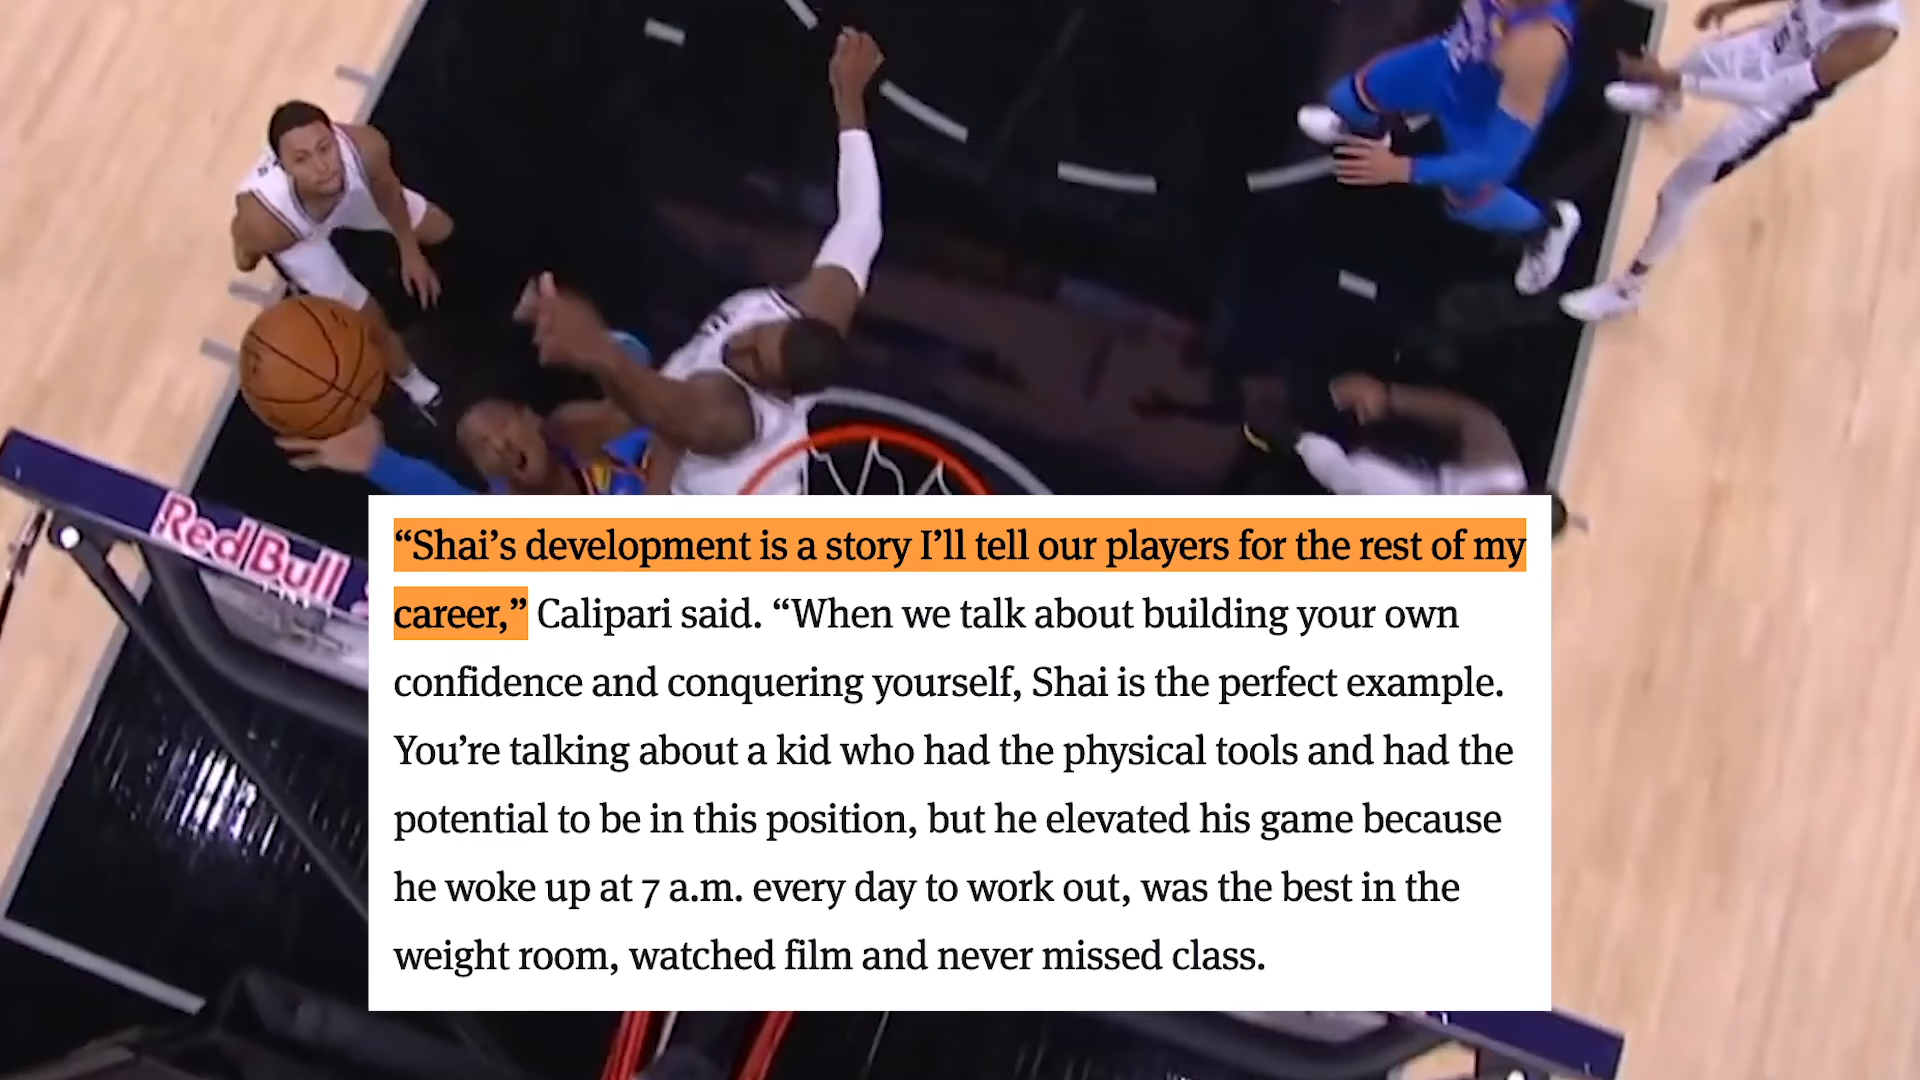 RedBull
“Shai’s development is a story I’ll tell our players for the rest of my
career,” Calipari said. “When we talk about building your own
confidence and conquering yourself, Shai is the perfect example.
You’re talking about a kid who had the physical tools and had the
potential to be in this position, but he elevated his game because
he woke up at 7 a.m. every day to work out, was the best in the
weight room, watched film and never missed class.